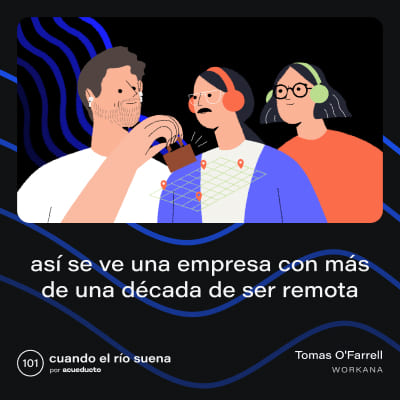 así se ve una empresa con más
de una década de ser remota
101
cuando el río suena
por acueducto
Tomas O'Farrell
WORKANA